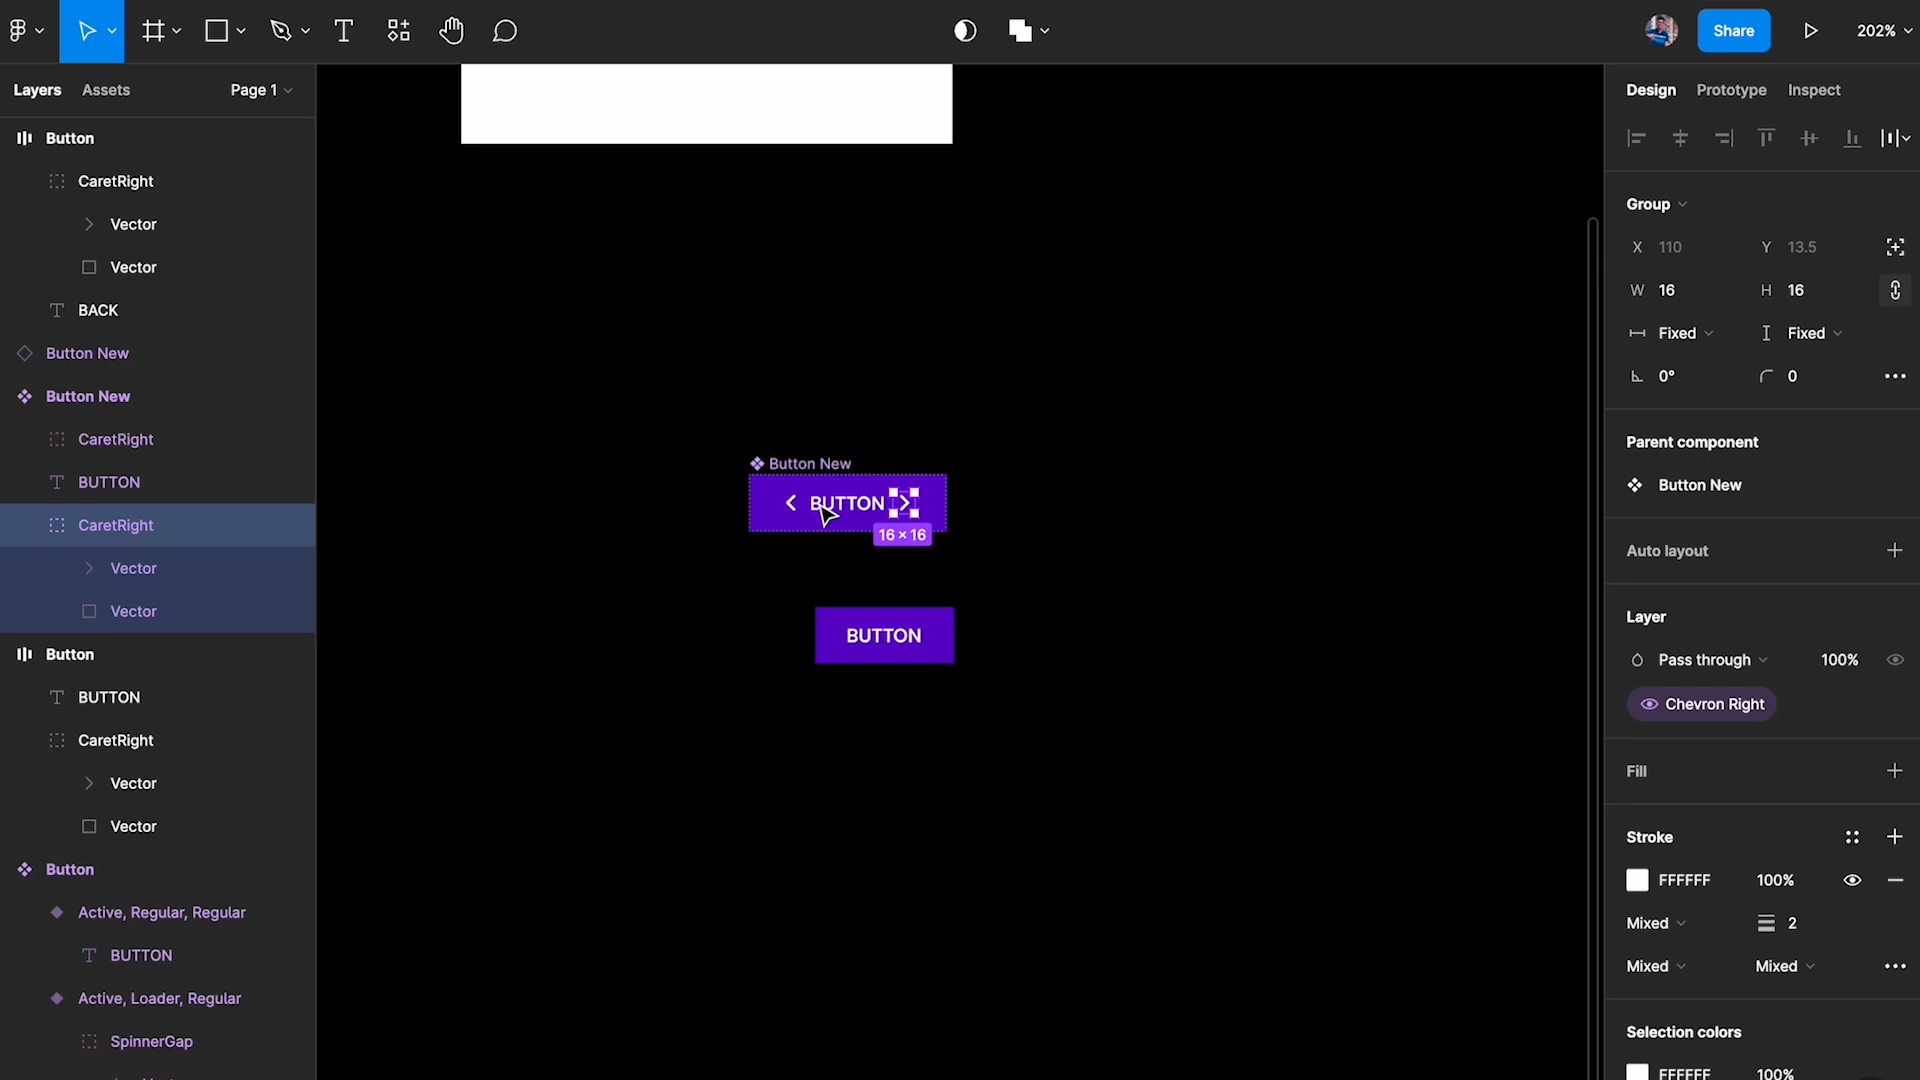 Share
202%
Layers
Assets
Page 1
Button
CaretRight
Vector
Vector
BACK
Button New
Button New
CaretRight
BUTTON
CaretRight
Vector
Vector
Button
BUTTON
CaretRight
Vector
Vector
Button
Active, Regular, Regular
BUTTON
Active, Loader, Regular
SpinnerGap
Button New
BUTTON
16 × 16
BUTTON
Design
Prototype
Inspect
Group
X 110
Y 13.5
W 16
H 16
Fixed
Fixed
0°
0
Parent component
Button New
Auto layout
Layer
Pass through
100%
Chevron Right
Fill
Stroke
FFFFFF
100%
Mixed
2
Mixed
Mixed
Selection colors
FFFFFF
100%